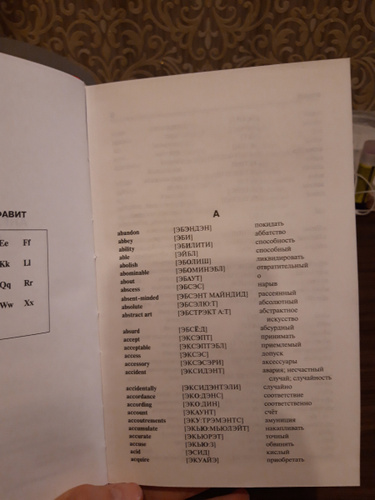 ФАВИТ
Ee Ff
Kk Ll
Qq Rr
Ww Xx
A
abandon [ЭБЭНДЭН] покидать
abbey [ЭБИ] аббатство
ability [ЭБИЛИТИ] способность
able [ЭЙБЛ] способный
abolish [ЭБОЛИШ] ликвидировать
abominable [ЭБОМИНЭБЛ] отвратительный
about [ЭБАУТ] о
abscess [ЭБСЭС] нарыв
absent-minded [ЭБСЭНТ МАЙНДИД] рассеянный
absolute [ЭБСЭЛЮ:Т] абсолютный
abstract art [ЭБСТРЭКТ А:Т] абстрактное
искусство
absurd [ЭБСЁ:Д] абсурдный
accept [ЭКСЭПТ] принимать
acceptable [ЭКСЭПТЭБЛ] приемлемый
access [ЭКСЭС] допуск
accessary [ЭКСЭСЭРИ] аксессуары
accident [ЭКСИДЭНТ] авария; несчастный
случай; случайность
accidentally [ЭКСИДЭНТЭЛИ] случайно
accordance [ЭКО:ДЭНС] соответствие
according [ЭКО:ДИН] соответственно
account [ЭКАУНТ] счёт
accoutrements [ЭКУ:ТРЭМЭНТС] амуниция
accumulate [ЭКЬЮ:МЬЮЛЭЙТ] накапливать
accurate [ЭКЬЮРЭТ] точный
accuse [ЭКЬЮ:З] обвинять
acid [ЭСИД] кислый
acquire [ЭКУАЙЭ] приобретать